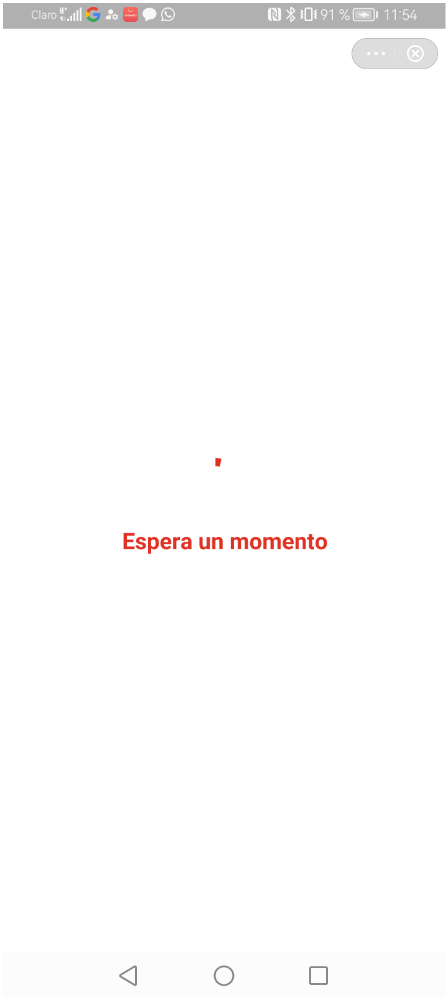 Claro H+ 91 % 11:54
Espera un momento